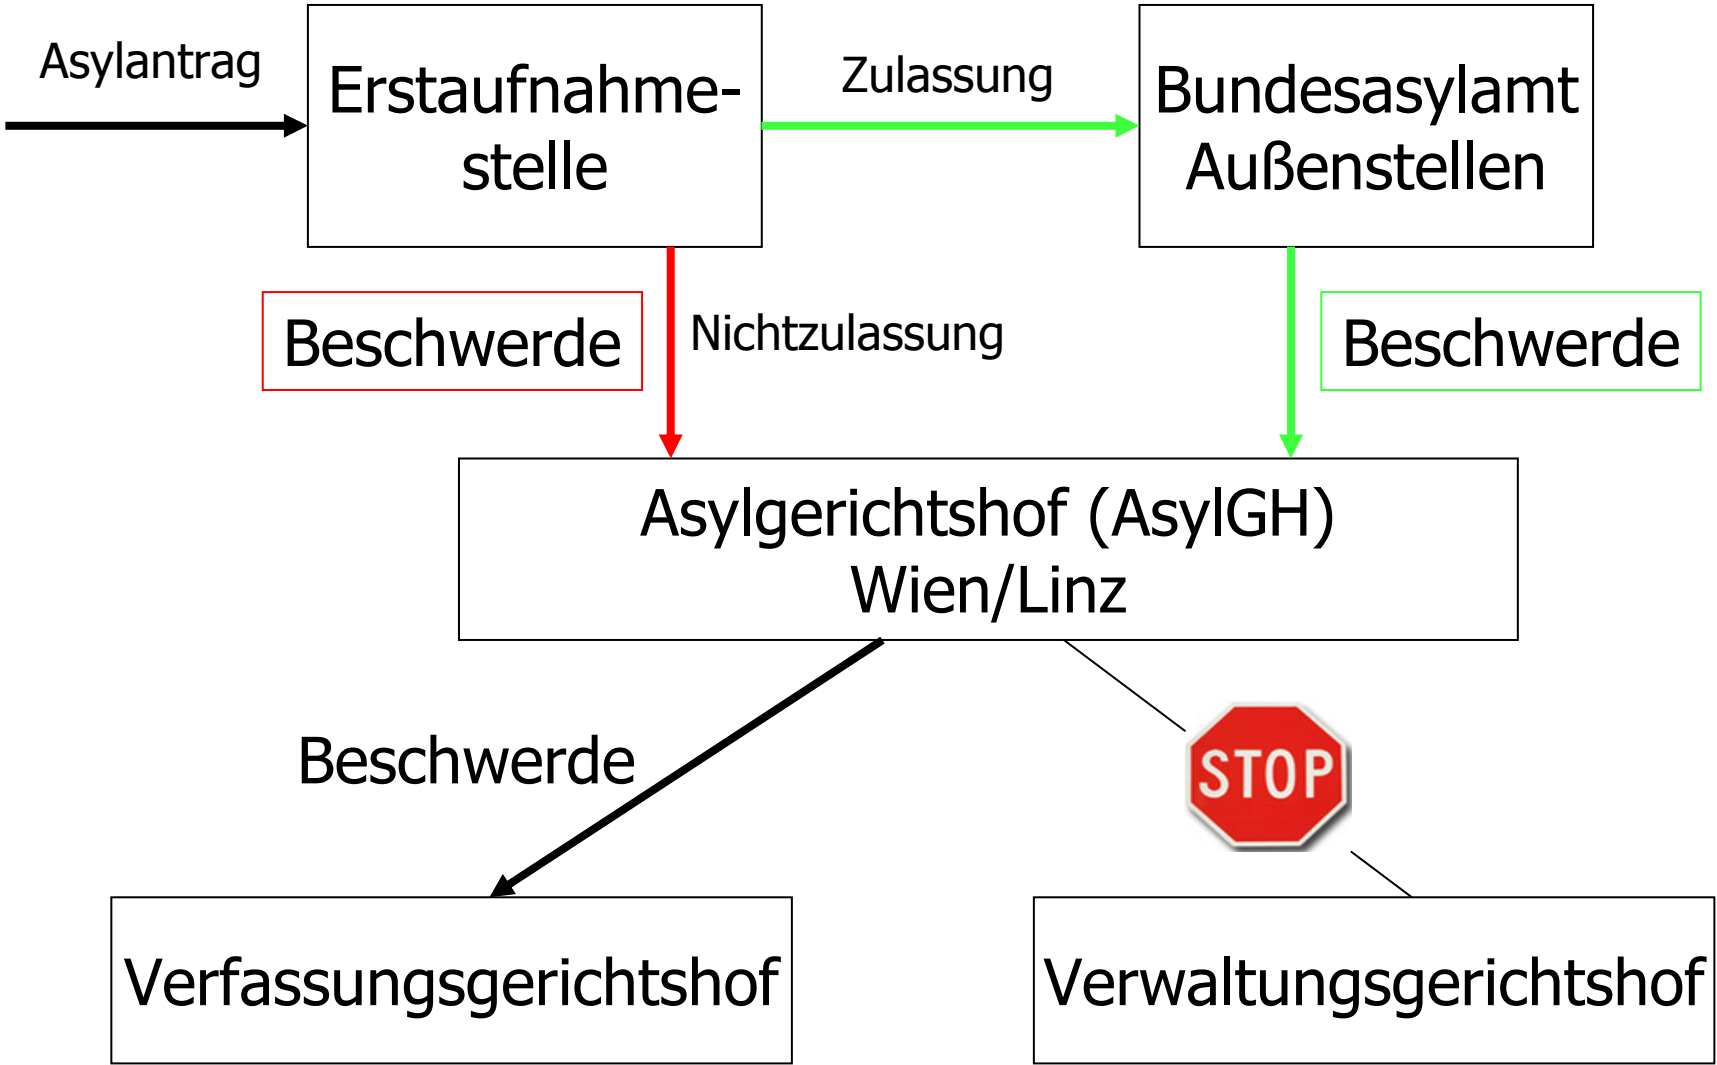 Asylantrag
Erstaufnahme-
stelle
Zulassung
Bundesasylamt
Außenstellen
Beschwerde
Nichtzulassung
Beschwerde
Asylgerichtshof (AsylGH)
Wien/Linz
Beschwerde
STOP
Verfassungsgerichtshof
Verwaltungsgerichtshof